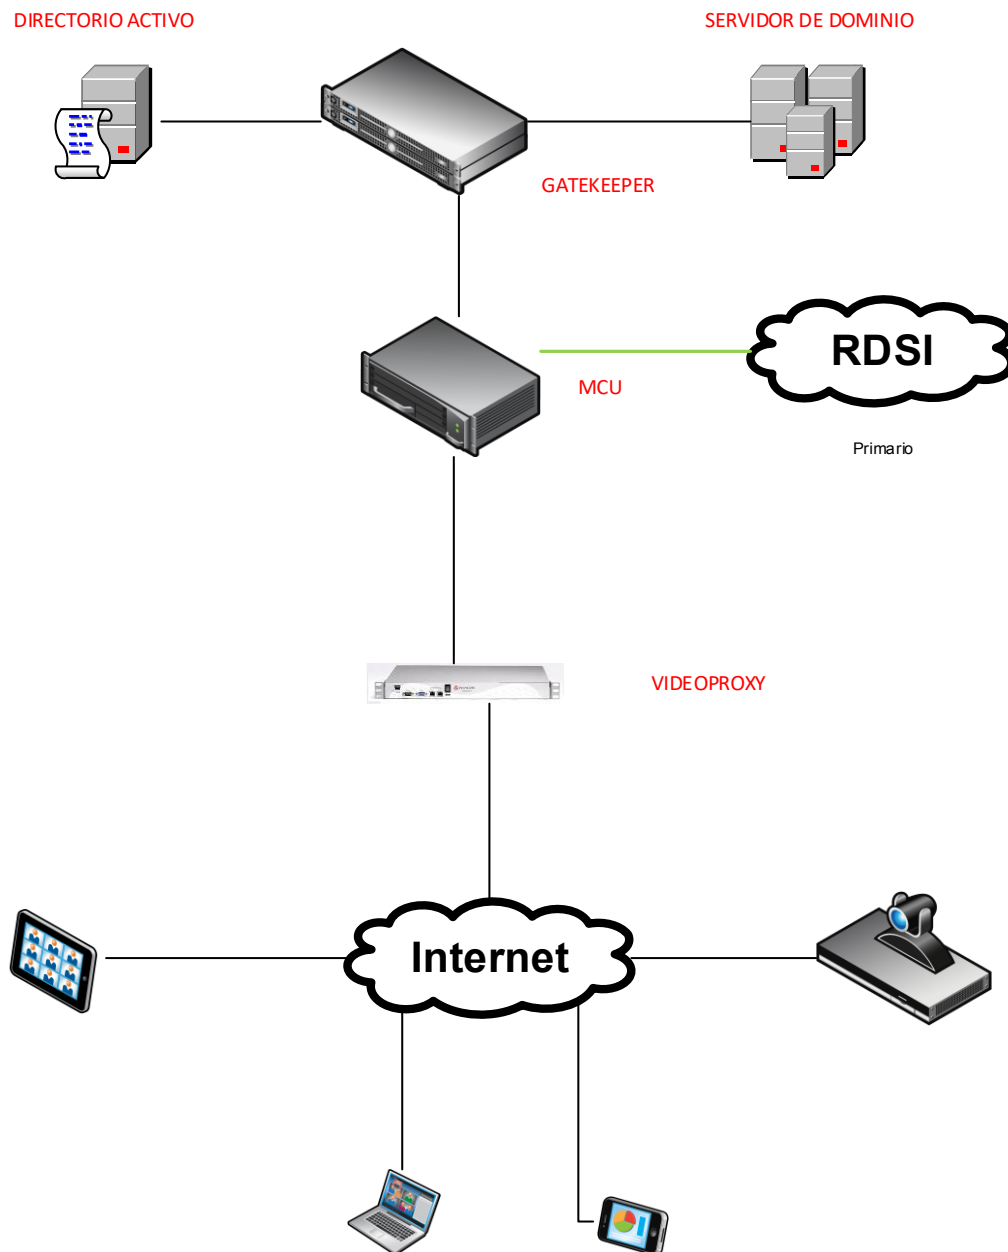 DIRECTORIO ACTIVO
SERVIDOR DE DOMINIO
GATEKEEPER
RDSI
MCU
Primario
VIDEOPROXY
Internet